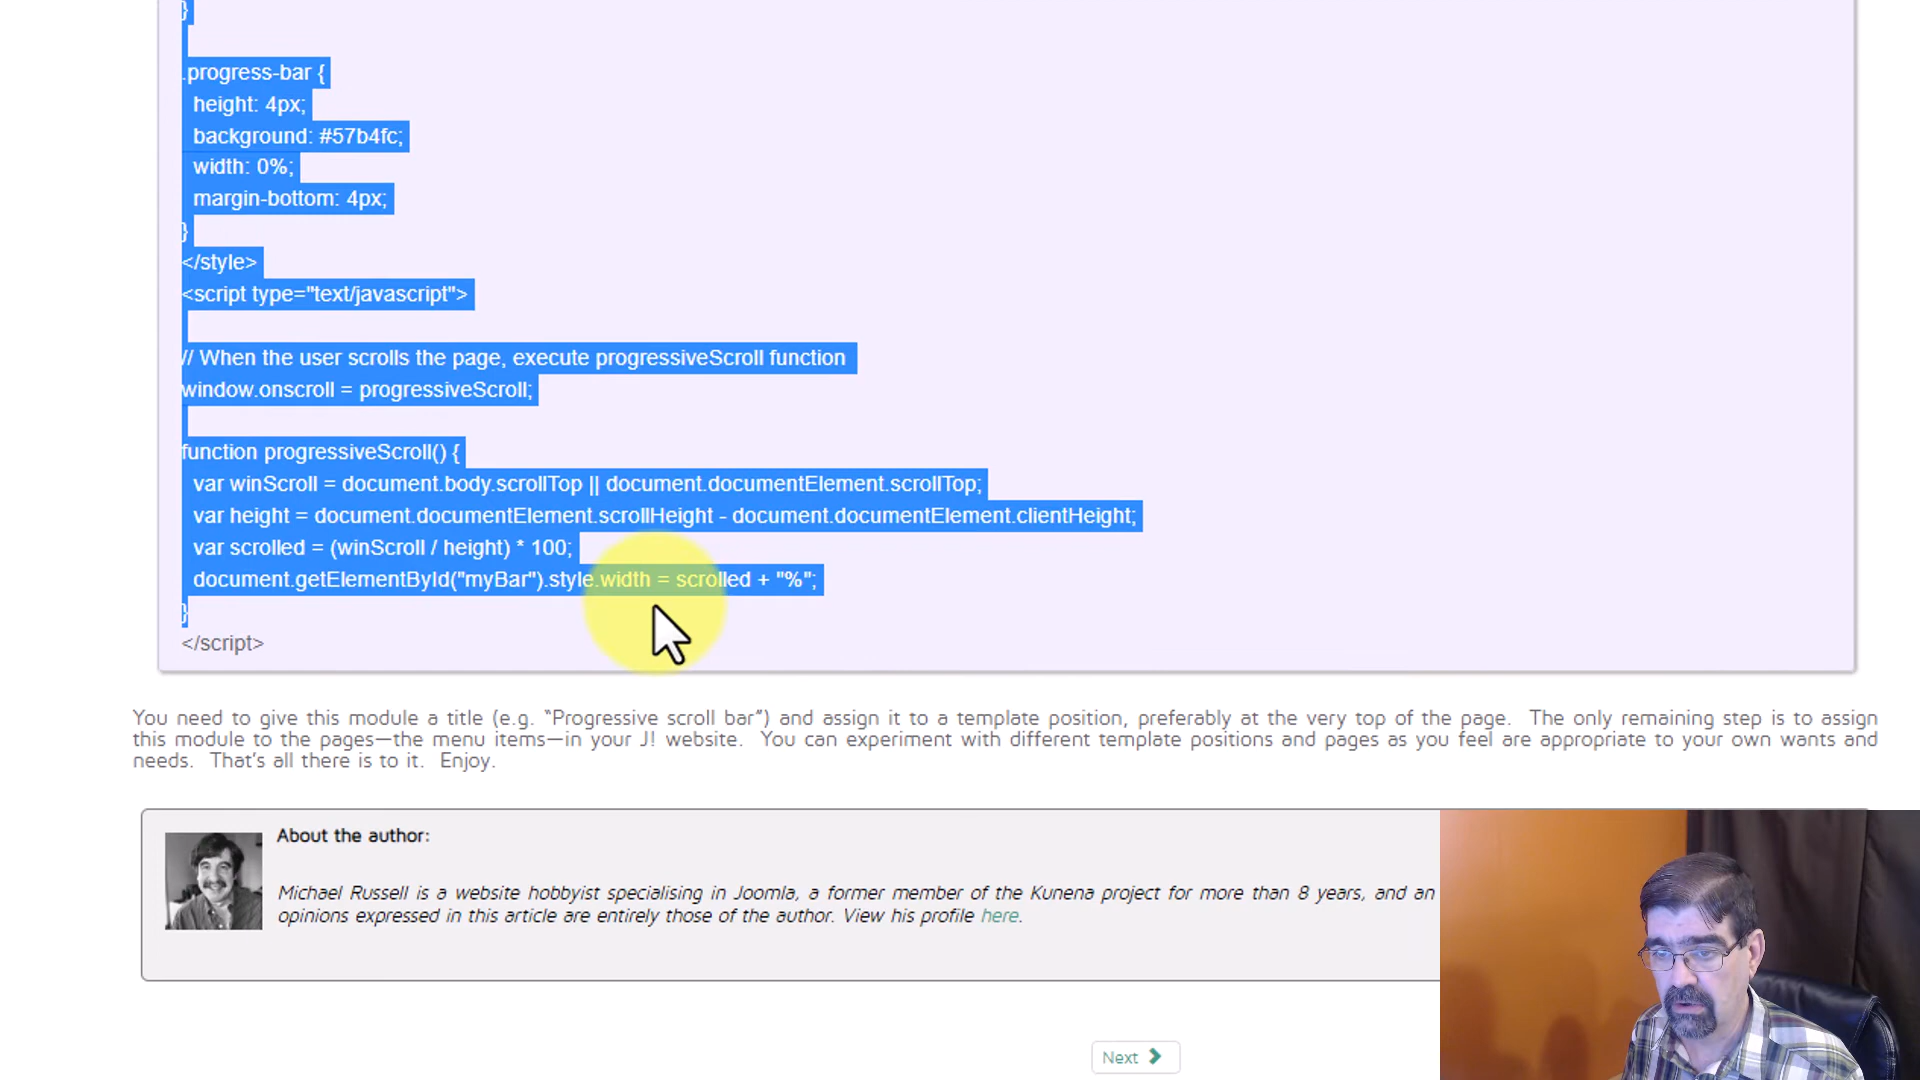 }
.progress-bar {
height: 4px;
background: #57b4fc;
width: 0%;
margin-bottom: 4px;
}
</style>
<script type="text/javascript">
// When the user scrolls the page, execute progressiveScroll function
window.onscroll = progressiveScroll;
function progressiveScroll() {
var winScroll = document.body.scrollTop || document.documentElement.scrollTop;
var height = document.documentElement.scrollHeight - document.documentElement.clientHeight;
var scrolled = (winScroll / height) * 100;
document.getElementById("myBar").style.width = scrolled + "%";
}
</script>
You need to give this module a title (e.g. “Progressive scroll bar”) and assign it to a template position, preferably at the very top of the page. The only remaining step is to assign
this module to the pages—the menu items—in your J! website. You can experiment with different template positions and pages as you feel are appropriate to your own wants and
needs. That's all there is to it. Enjoy.
About the author:
Michael Russell is a website hobbyist specialising in Joomla, a former member of the Kunena project for more than 8 years, and an
opinions expressed in this article are entirely those of the author. View his profile here.
Next